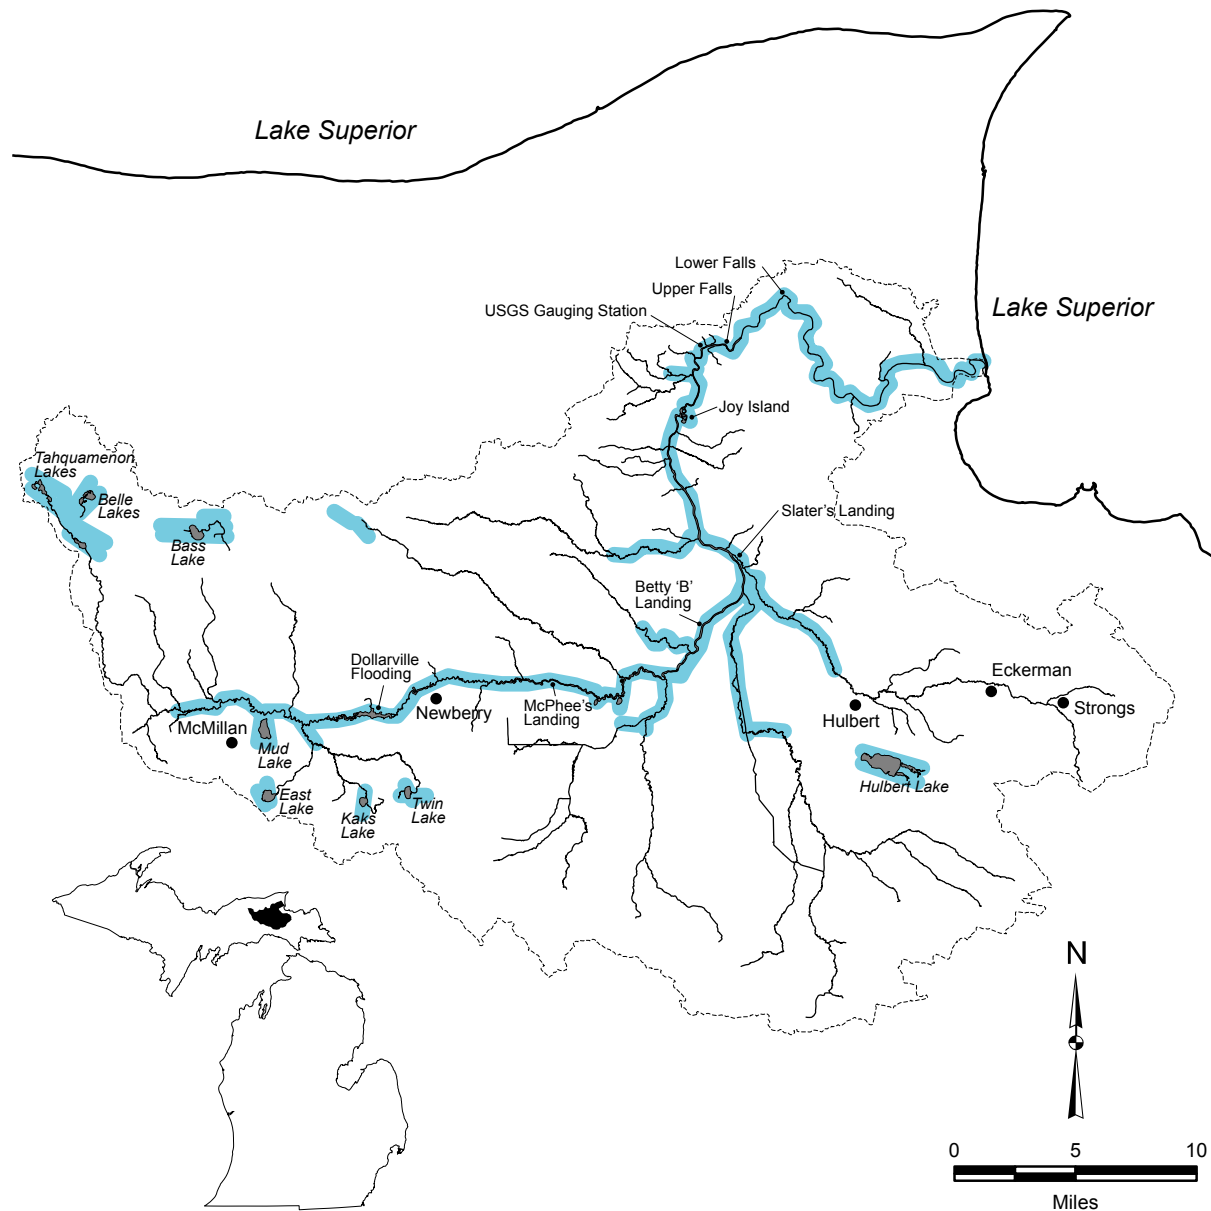 Lake Superior
Lower Falls
Upper Falls
USGS Gauging Station
Lake Superior
Joy Island
Tahquamenon
Lakes
Belle
Lakes
Bass
Lake
Slater's Landing
Betty ‘B’
Landing
Dollarville
Flooding
Newberry
McPhee's
Landing
McMillan
Mud
Lake
East
Lake
Kaks
Lake
Twin
Lake
Eckerman
Strongs
Hulbert
Hulbert Lake
N
0 5 10
Miles